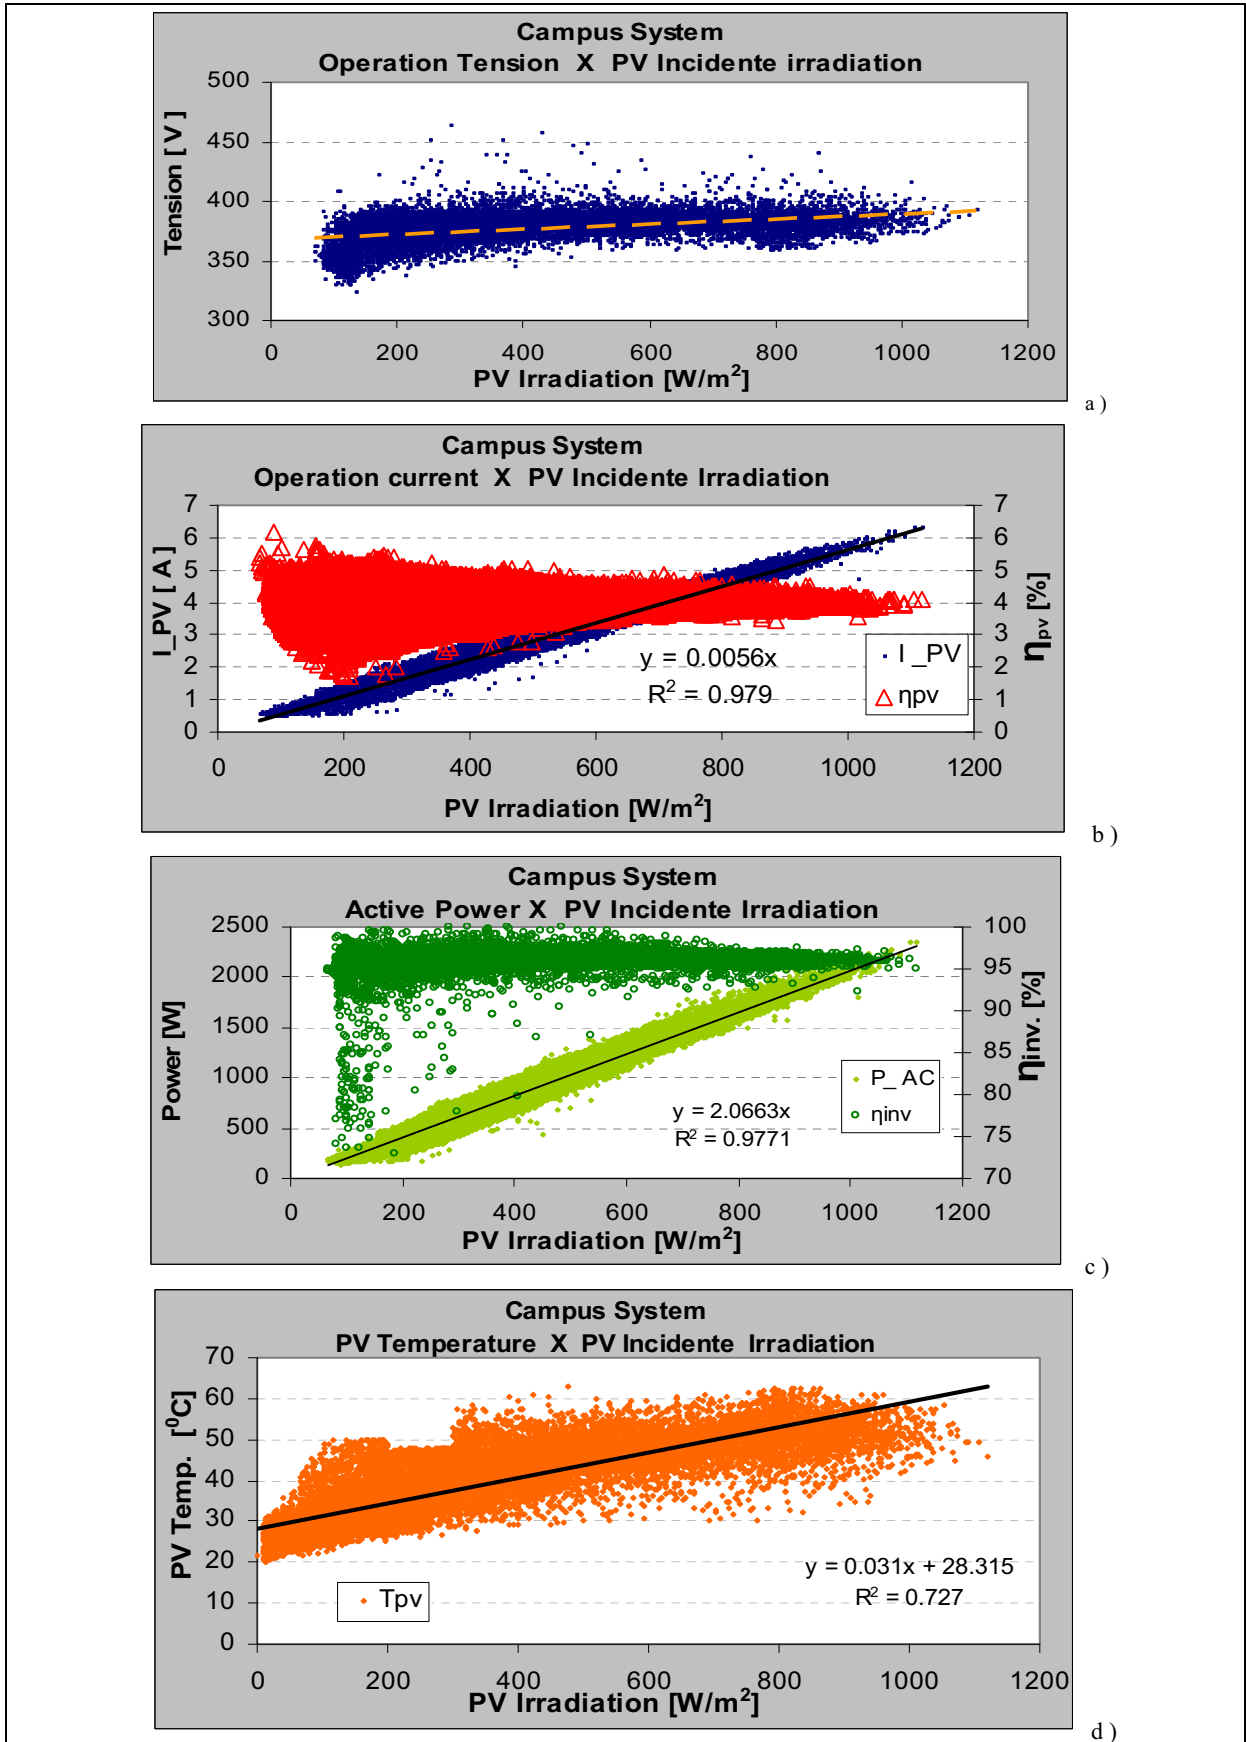 Campus System
Operation Tension X PV Incidente irradiation
500
450
400
350
300
Tension [ V ]
0 200 400 600 800 1000 1200
PV Irradiation [W/m²]
a )
Campus System
Operation current X PV Incidente Irradiation
7 7
6 6
5 5
4 4
3 3
2 2
1 1
0 0
I_PV [ A ]
ηpv [%]
y = 0.0056x
R² = 0.979
I _PV
ηpv
0 200 400 600 800 1000 1200
PV Irradiation [W/m²]
b )
Campus System
Active Power X PV Incidente Irradiation
2500 100
2000 95
1500 90
1000 85
500 80
0 75
70
Power [W]
ηinv. [%]
P_ AC
ηinv
y = 2.0663x
R² = 0.9771
0 200 400 600 800 1000 1200
PV Irradiation [W/m²]
c )
Campus System
PV Temperature X PV Incidente Irradiation
70
60
50
40
30
20
10
0
PV Temp. [⁰C]
y = 0.031x + 28.315
R² = 0.727
Tpv
0 200 400 600 800 1000 1200
PV Irradiation [W/m²]
d )